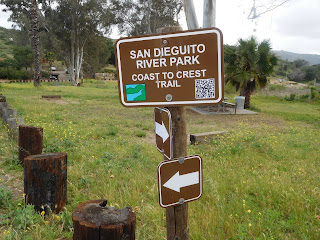 SAN DIEGUITO
RIVER PARK
COAST TO CREST
TRAIL